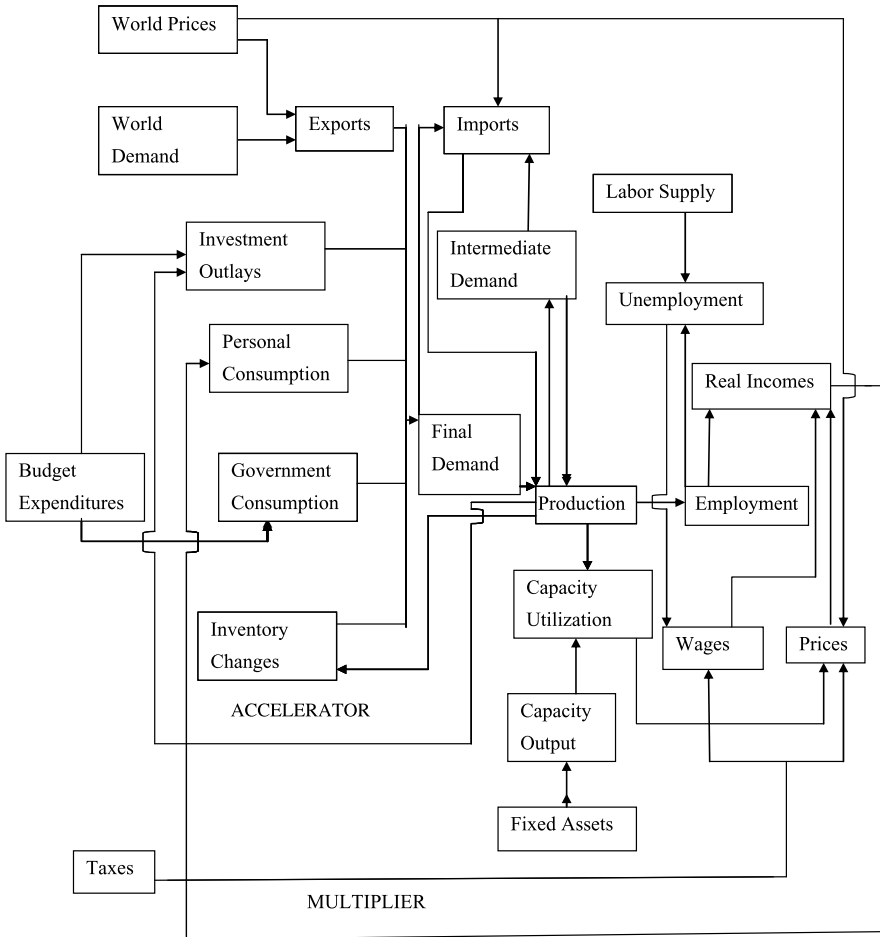 World Prices
World
Demand
Exports
Imports
Labor Supply
Investment
Outlays
Intermediate
Demand
Unemployment
Personal
Consumption
Real Incomes
Final
Demand
Budget
Expenditures
Government
Consumption
Production
Employment
Capacity
Utilization
Inventory
Changes
Wages
Prices
ACCELERATOR
Capacity
Output
Fixed Assets
Taxes
MULTIPLIER